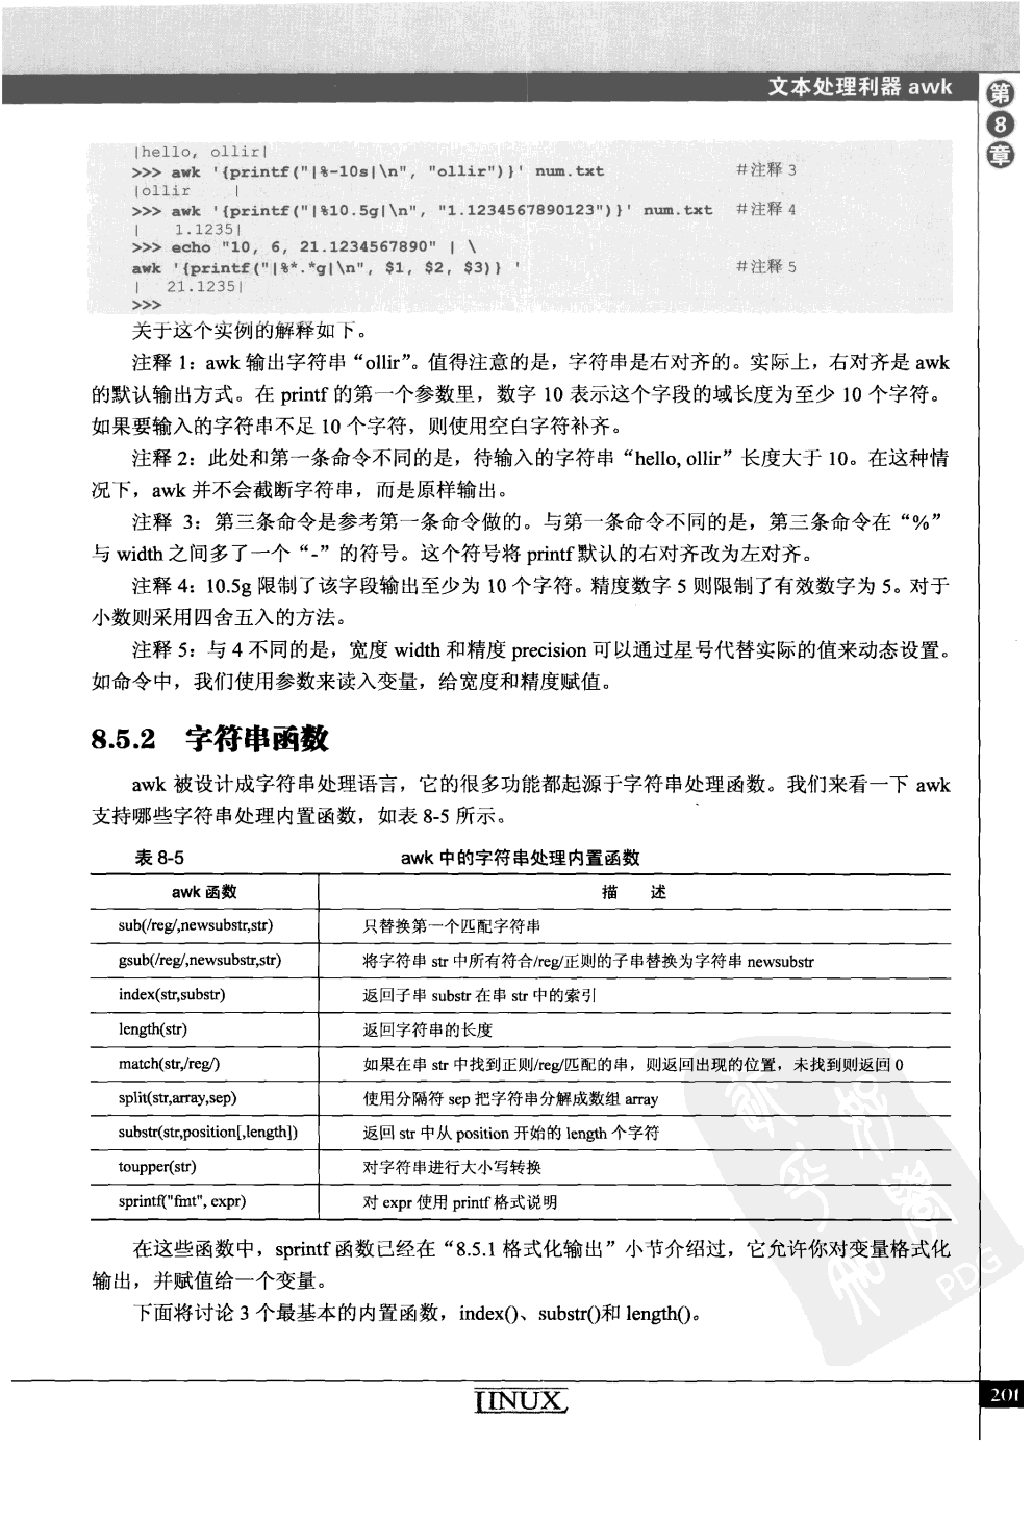 文本处理利器 awk
第8章
|hello, ollir|
>>> awk '{printf("|%-10s|\n", "ollir")}' num.txt #注释 3
|ollir     |
>>> awk '{printf("|%10.5g|\n", "1.1234567890123")}' num.txt #注释 4
|    1.1235|
>>> echo "10, 6, 21.1234567890" | \
awk '{printf("|%*.*g|\n", $1, $2, $3)} ' #注释 5
|   21.1235|
>>>
关于这个实例的解释如下。
注释 1：awk 输出字符串“ollir”。值得注意的是，字符串是右对齐的。实际上，右对齐是 awk
的默认输出方式。在 printf 的第一个参数里，数字 10 表示这个字段的域长度为至少 10 个字符。
如果要输入的字符串不足 10 个字符，则使用空白字符补齐。
注释 2：此处和第一条命令不同的是，待输入的字符串“hello, ollir”长度大于 10。在这种情
况下，awk 并不会截断字符串，而是原样输出。
注释 3：第三条命令是参考第一条命令做的。与第一条命令不同的是，第三条命令在“%”
与 width 之间多了一个“-”的符号。这个符号将 printf 默认的右对齐改为左对齐。
注释 4：10.5g 限制了该字段输出至少为 10 个字符。精度数字 5 则限制了有效数字为 5。对于
小数则采用四舍五入的方法。
注释 5：与 4 不同的是，宽度 width 和精度 precision 可以通过星号代替实际的值来动态设置。
如命令中，我们使用参数来读入变量，给宽度和精度赋值。
8.5.2 字符串函数
awk 被设计成字符串处理语言，它的很多功能都起源于字符串处理函数。我们来看一下 awk
支持哪些字符串处理内置函数，如表 8-5 所示。
表 8-5 awk 中的字符串处理内置函数
awk 函数 描 述
sub(/reg/,newsubstr,str) 只替换第一个匹配字符串
gsub(/reg/,newsubstr,str) 将字符串 str 中所有符合/reg/正则的子串替换为字符串 newsubstr
index(str,substr) 返回子串 substr 在串 str 中的索引
length(str) 返回字符串的长度
match(str,/reg/) 如果在串 str 中找到正则/reg/匹配的串，则返回出现的位置，未找到则返回 0
split(str,array,sep) 使用分隔符 sep 把字符串分解成数组 array
substr(str,position[,length]) 返回 str 中从 position 开始的 length 个字符
toupper(str) 对字符串进行大小写转换
sprintf("fmt", expr) 对 expr 使用 printf 格式说明
在这些函数中，sprintf 函数已经在“8.5.1 格式化输出”小节介绍过，它允许你对变量格式化
输出，并赋值给一个变量。
下面将讨论 3 个最基本的内置函数，index()、substr()和 length()。
PDG
LINUX
201